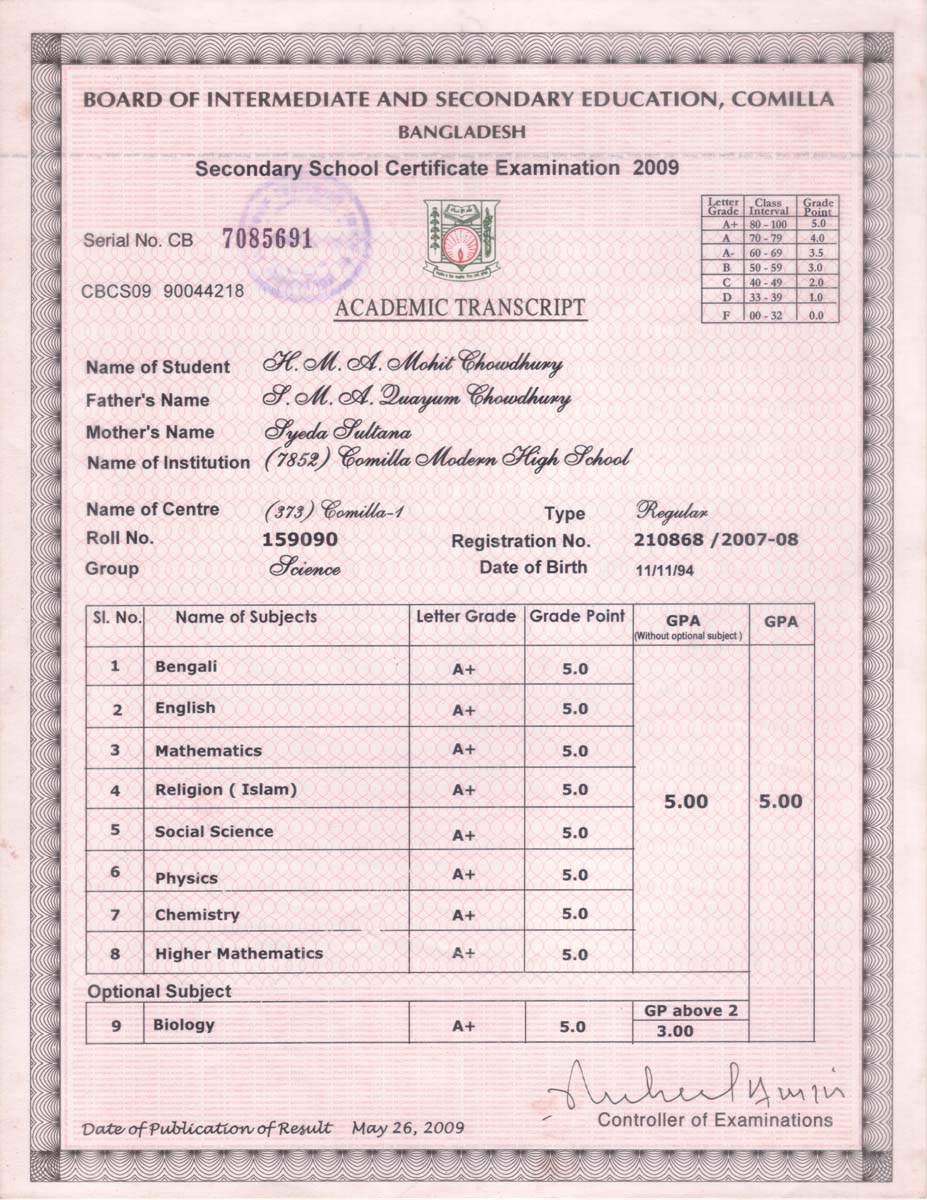 BOARD OF INTERMEDIATE AND SECONDARY EDUCATION, COMILLA
BANGLADESH
Secondary School Certificate Examination 2009
Serial No. CB 7085691
CBCS09 90044218
ACADEMIC TRANSCRIPT
Letter Grade Class Interval Grade Point
A+ 80 - 100 5.0
A 70 - 79 4.0
A- 60 - 69 3.5
B 50 - 59 3.0
C 40 - 49 2.0
D 33 - 39 1.0
F 00 - 32 0.0
Name of Student H. M. A. Mohit Chowdhury
Father's Name S. M. A. Quayum Chowdhury
Mother's Name Syeda Sultana
Name of Institution (7852) Comilla Modern High School
Name of Centre (373) Comilla-1 Type Regular
Roll No. 159090 Registration No. 210868 /2007-08
Group Science Date of Birth 11/11/94
Sl. No. Name of Subjects Letter Grade Grade Point GPA (Without optional subject ) GPA
1 Bengali A+ 5.0
2 English A+ 5.0
3 Mathematics A+ 5.0
4 Religion ( Islam) A+ 5.0
5.00 5.00
5 Social Science A+ 5.0
6 Physics A+ 5.0
7 Chemistry A+ 5.0
8 Higher Mathematics A+ 5.0
Optional Subject
9 Biology A+ 5.0 GP above 2
3.00
Controller of Examinations
Date of Publication of Result May 26, 2009